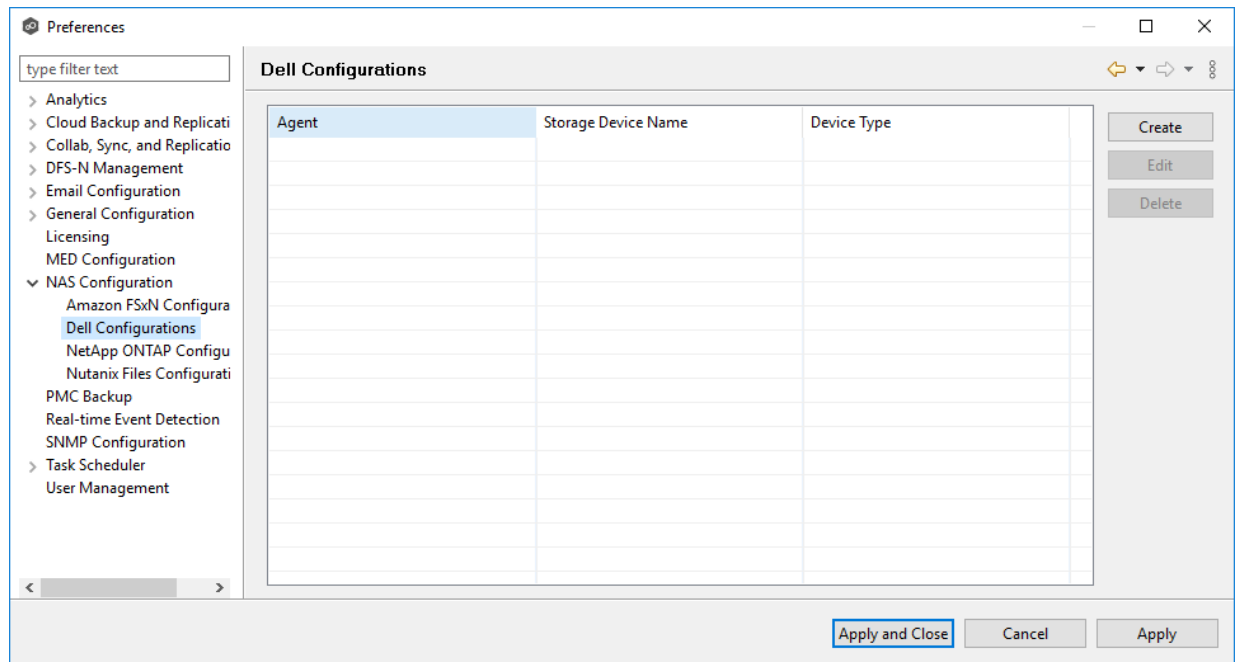 Preferences
type filter text
Analytics
Cloud Backup and Replicati
Collab, Sync, and Replicatio
DFS-N Management
Email Configuration
General Configuration
Licensing
MED Configuration
NAS Configuration
Amazon FSxN Configura
Dell Configurations
NetApp ONTAP Configu
Nutanix Files Configurati
PMC Backup
Real-time Event Detection
SNMP Configuration
Task Scheduler
User Management
Dell Configurations
Agent Storage Device Name Device Type
Create
Edit
Delete
Apply and Close Cancel Apply